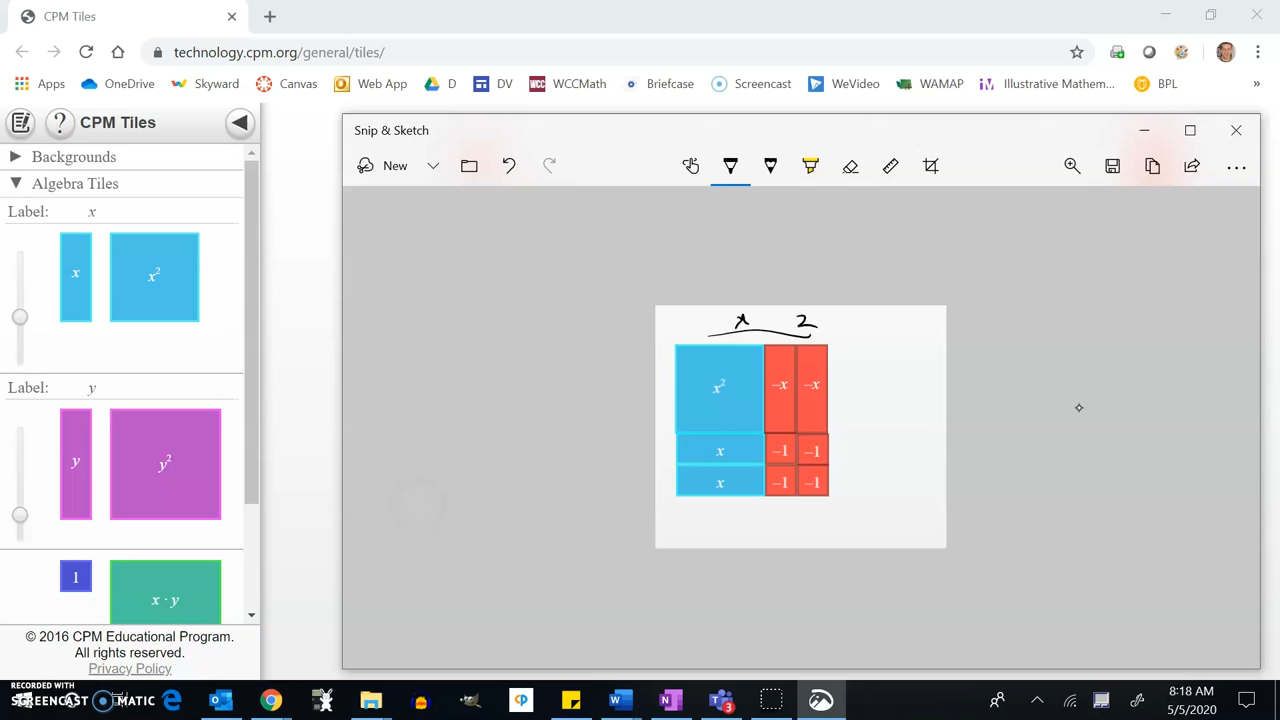 CPM Tiles
technology.cpm.org/general/tiles/
Apps OneDrive Skyward Canvas Web App D DV WCCMath Briefcase Screencast WeVideo WAMAP Illustrative Mathem... BPL »
CPM Tiles
Backgrounds
Algebra Tiles
Label: x
x x²
Label: y
y y²
1 x · y
© 2016 CPM Educational Program.
All rights reserved.
Privacy Policy
Snip & Sketch
New
x 2
x² –x –x
x –1 –1
x –1 –1
RECORDED WITH
SCREENCAST MATIC
8:18 AM
5/5/2020
3